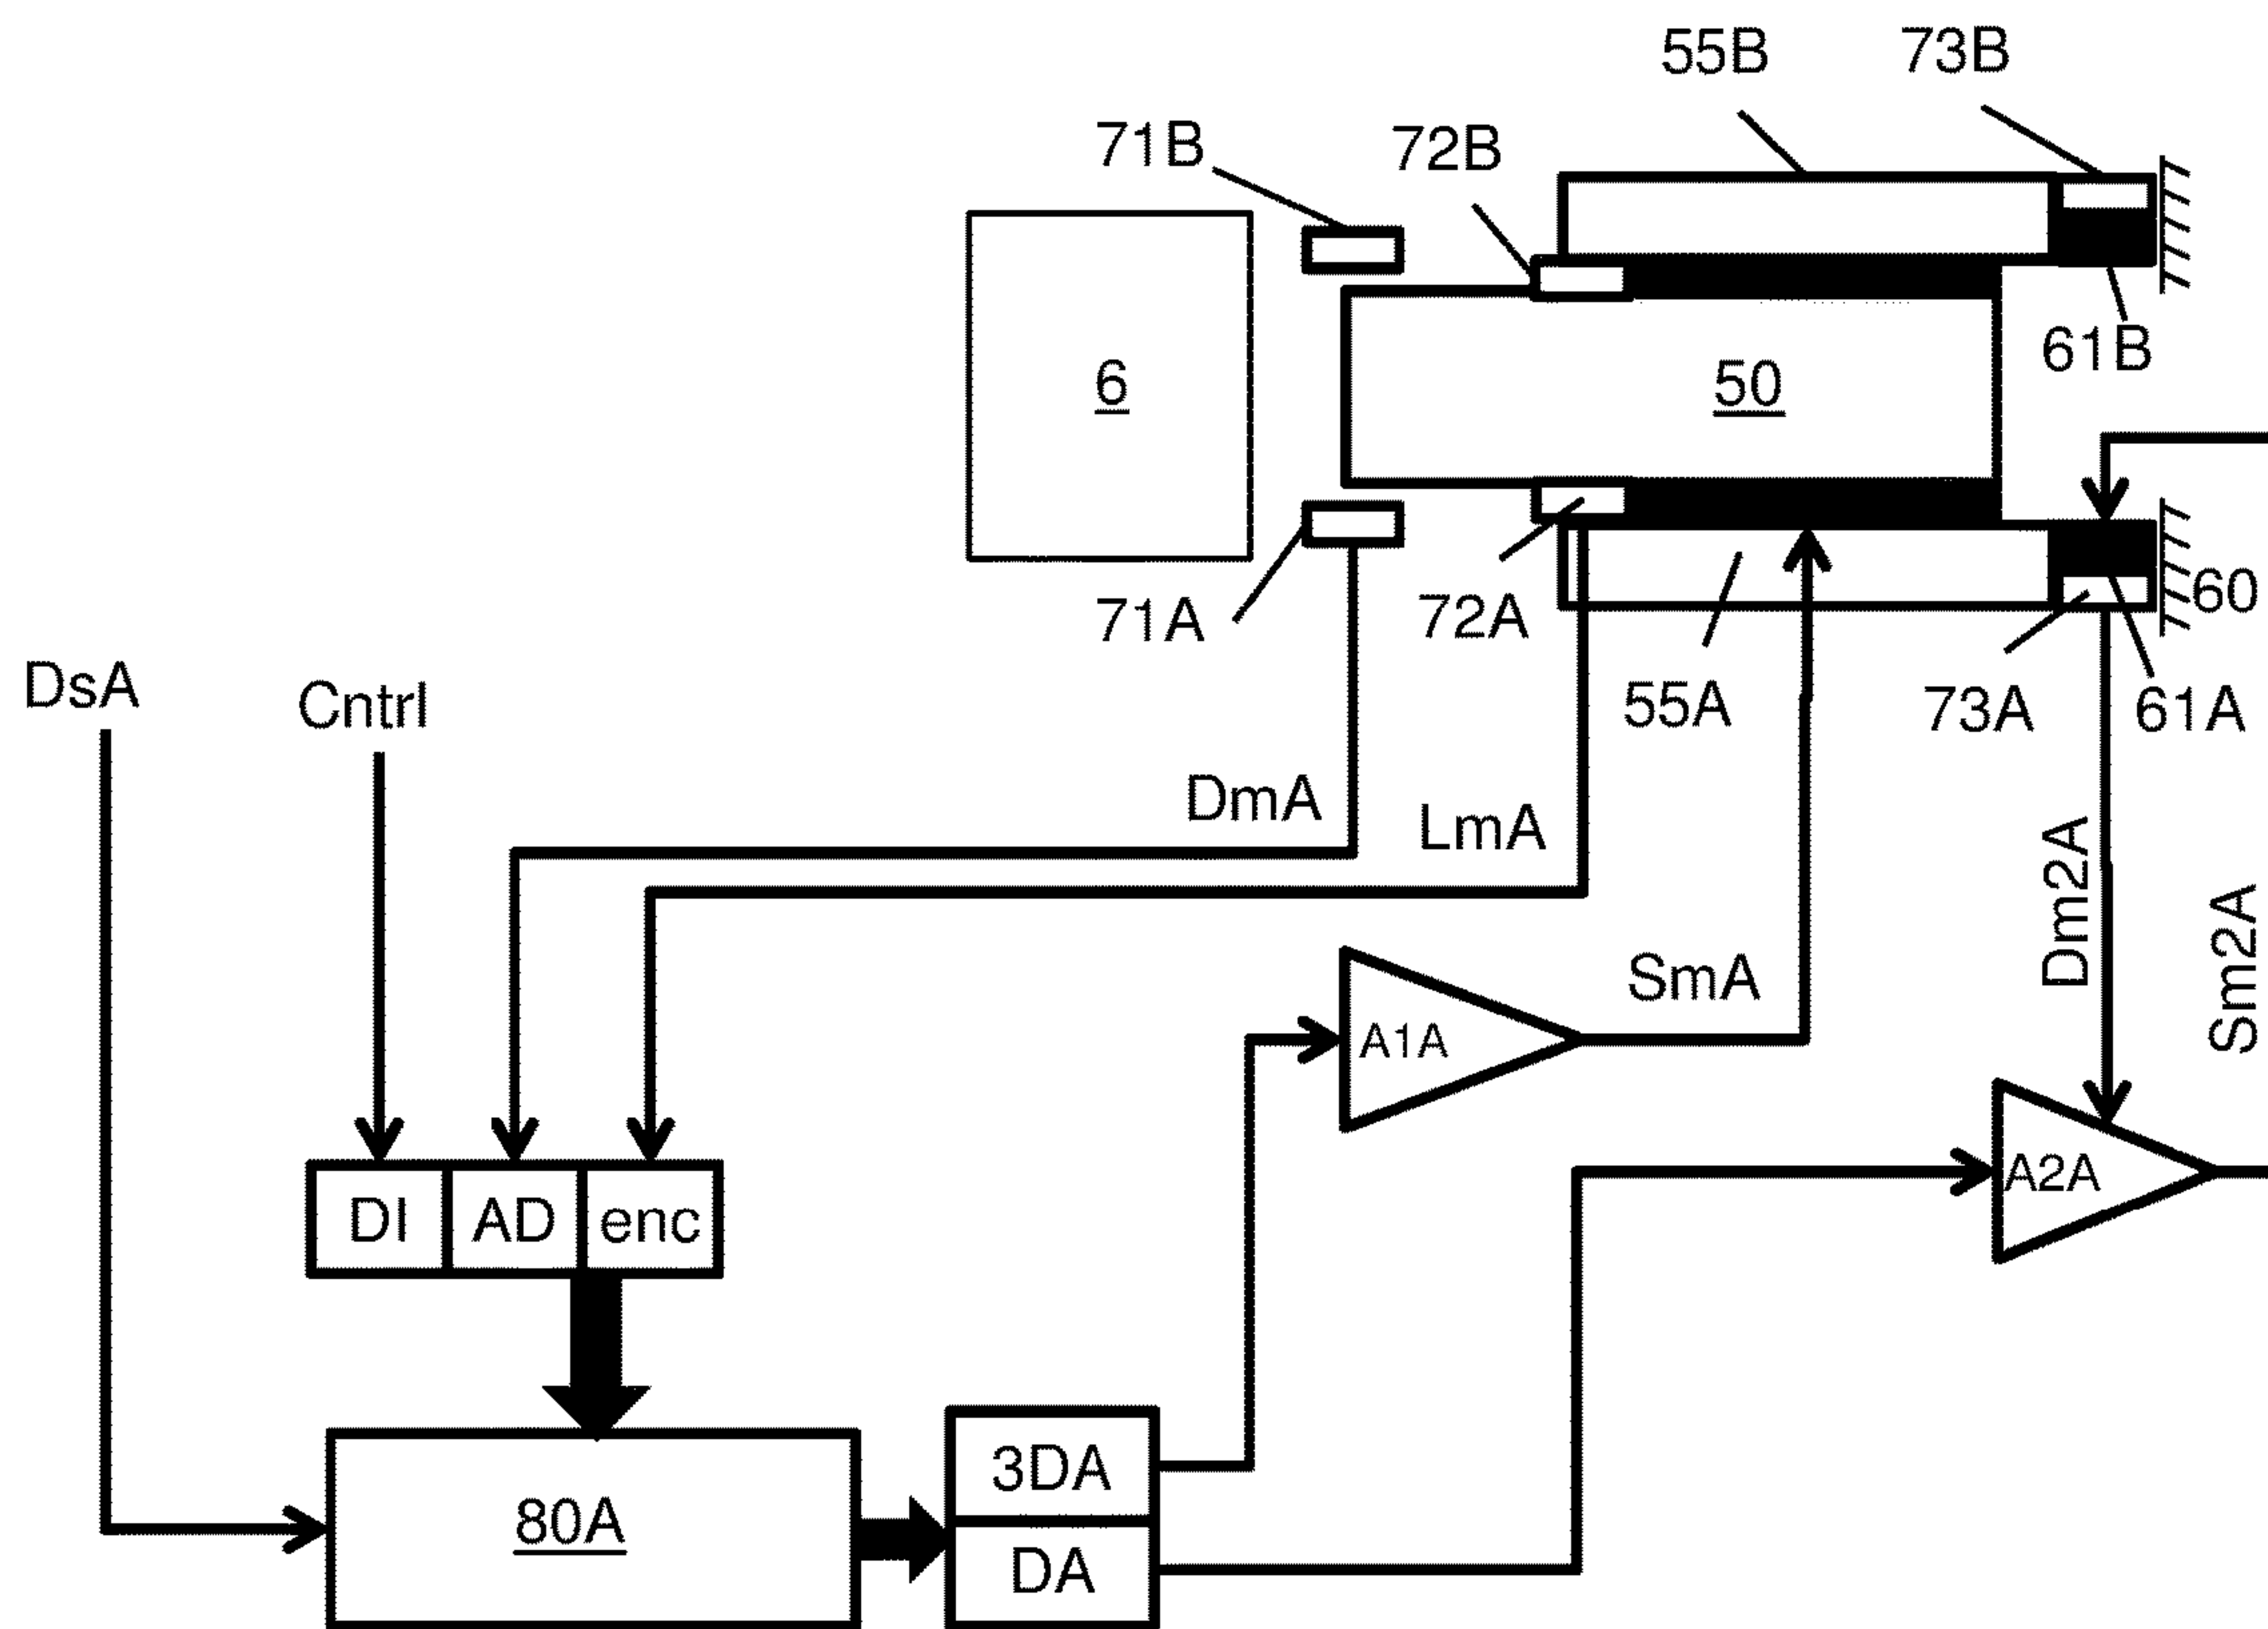 55B
73B
71B
72B
6
50
61B
71A
72A
60
55A
73A
61A
DsA
Cntrl
DmA
LmA
Dm2A
Sm2A
SmA
A1A
A2A
DI
AD
enc
3DA
80A
DA